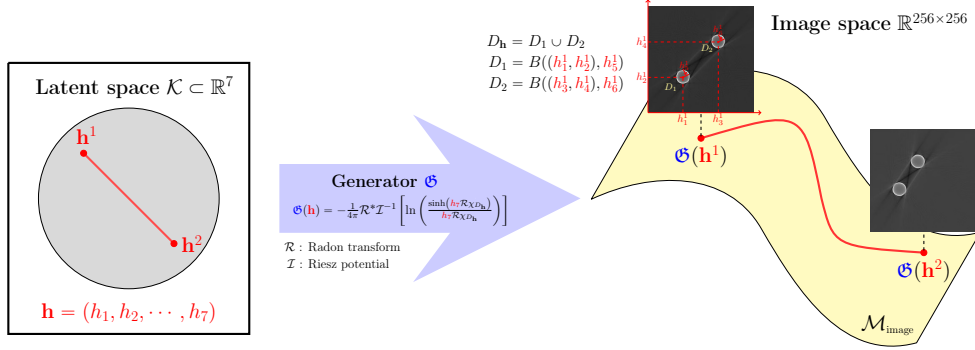 Latent space 𝒦 ⊂ ℝ⁷
h¹
h²
h = (h₁, h₂, ⋯ , h₇)
Generator 𝕲
𝕲(h) = −1/(4π) ℛ*ℐ⁻¹ [ln (sinh(h₇ℛχ_{D_h}) / h₇ℛχ_{D_h})]
ℛ : Radon transform
ℐ : Riesz potential
D_h = D₁ ∪ D₂
D₁ = B((h₁¹, h₂¹), h₅¹)
D₂ = B((h₃¹, h₄¹), h₆¹)
h₄¹
h₂¹
D₂
D₁
h₁¹
h₃¹
Image space ℝ^{256×256}
𝕲(h¹)
𝕲(h²)
ℳ_image